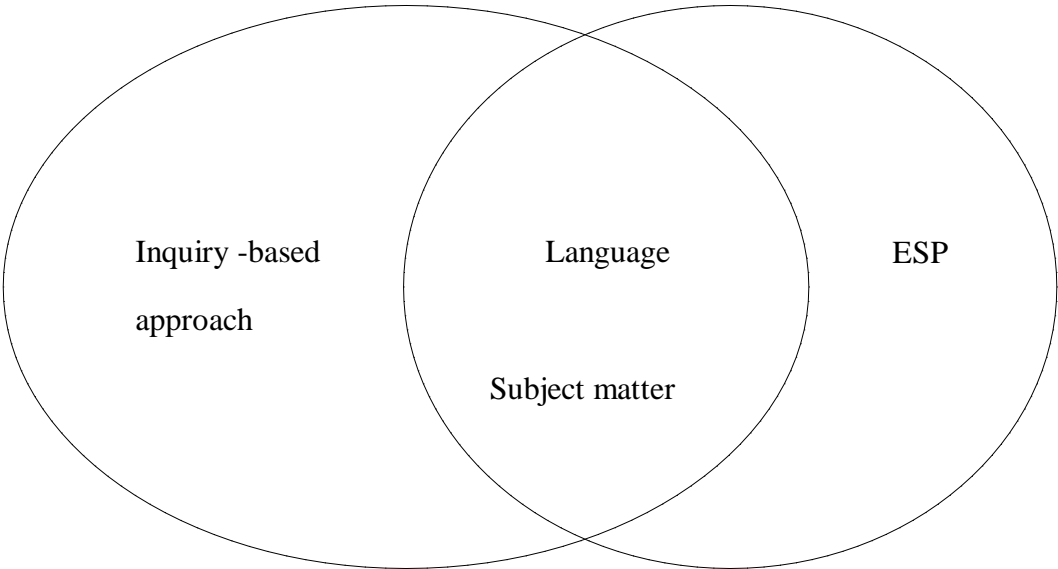 Inquiry -based
approach
Language
Subject matter
ESP